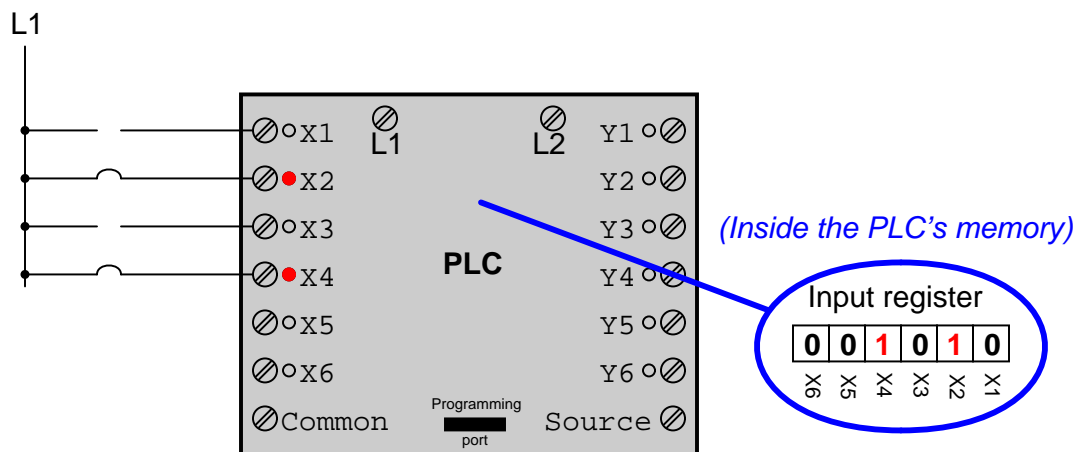 L1
X1 L1 L2 Y1
X2 Y2
X3 Y3
(Inside the PLC's memory)
X4 PLC Y4
Input register
0 0 1 0 1 0
X6 X5 X4 X3 X2 X1
X5 Y5
X6 Y6
Common Programming port Source